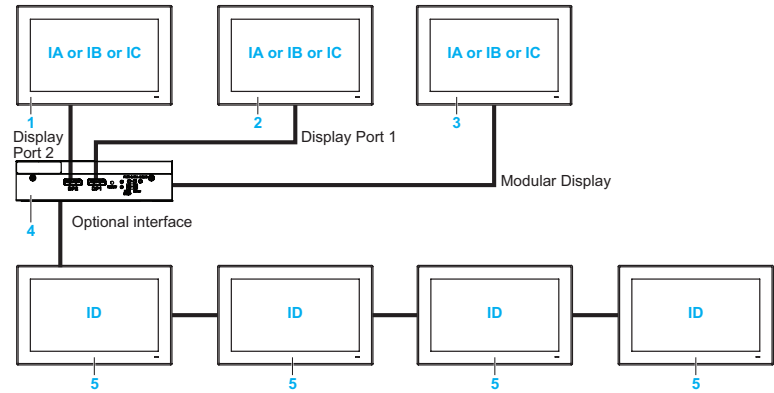 IA or IB or IC
IA or IB or IC
IA or IB or IC
1
2
3
Display
Port 2
Display Port 1
Modular Display
4
Optional interface
ID
ID
ID
ID
5
5
5
5